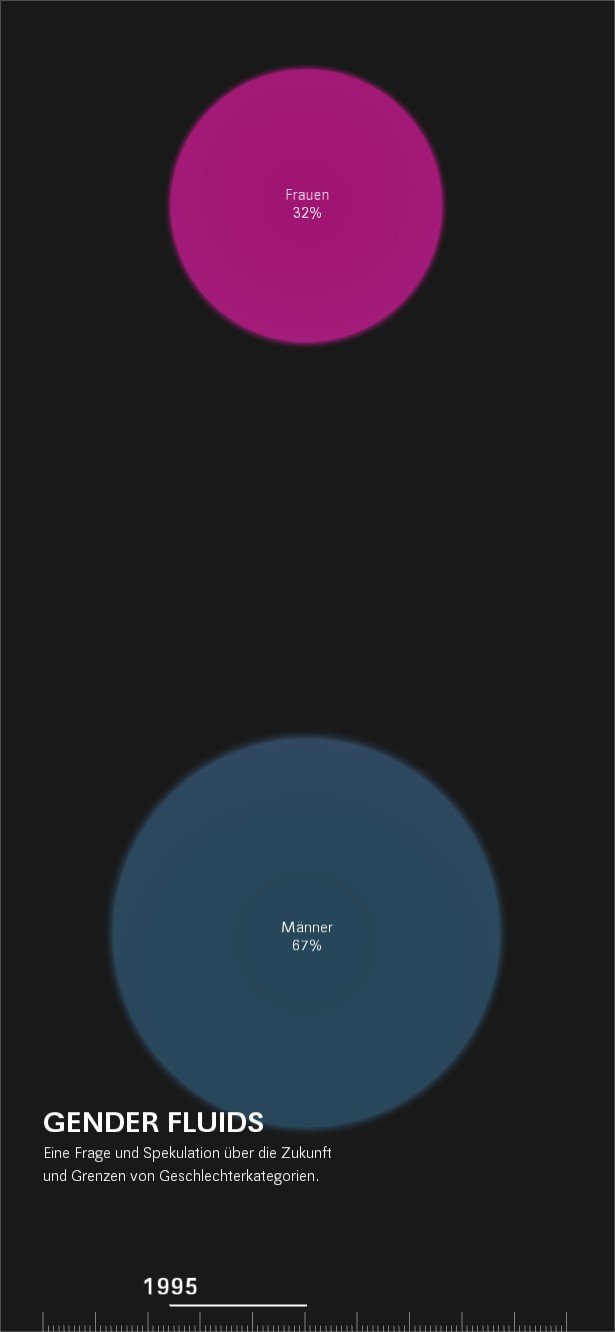 Frauen
32%
Männer
67%
GENDER FLUIDS
Eine Frage und Spekulation über die Zukunft
und Grenzen von Geschlechterkategorien.
1995